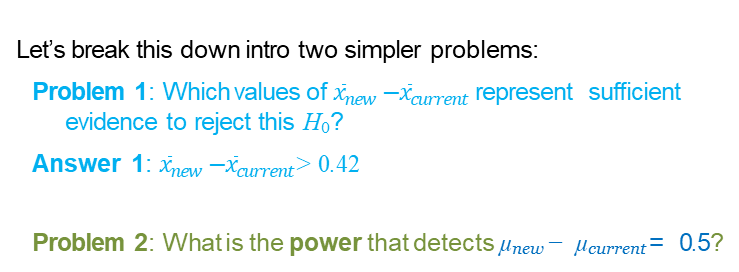 Let's break this down intro two simpler problems:
Problem 1: Which values of x̄new −x̄current represent sufficient
evidence to reject this H₀?
Answer 1: x̄new −x̄current> 0.42
Problem 2: What is the power that detects μnew− μcurrent= 0.5?